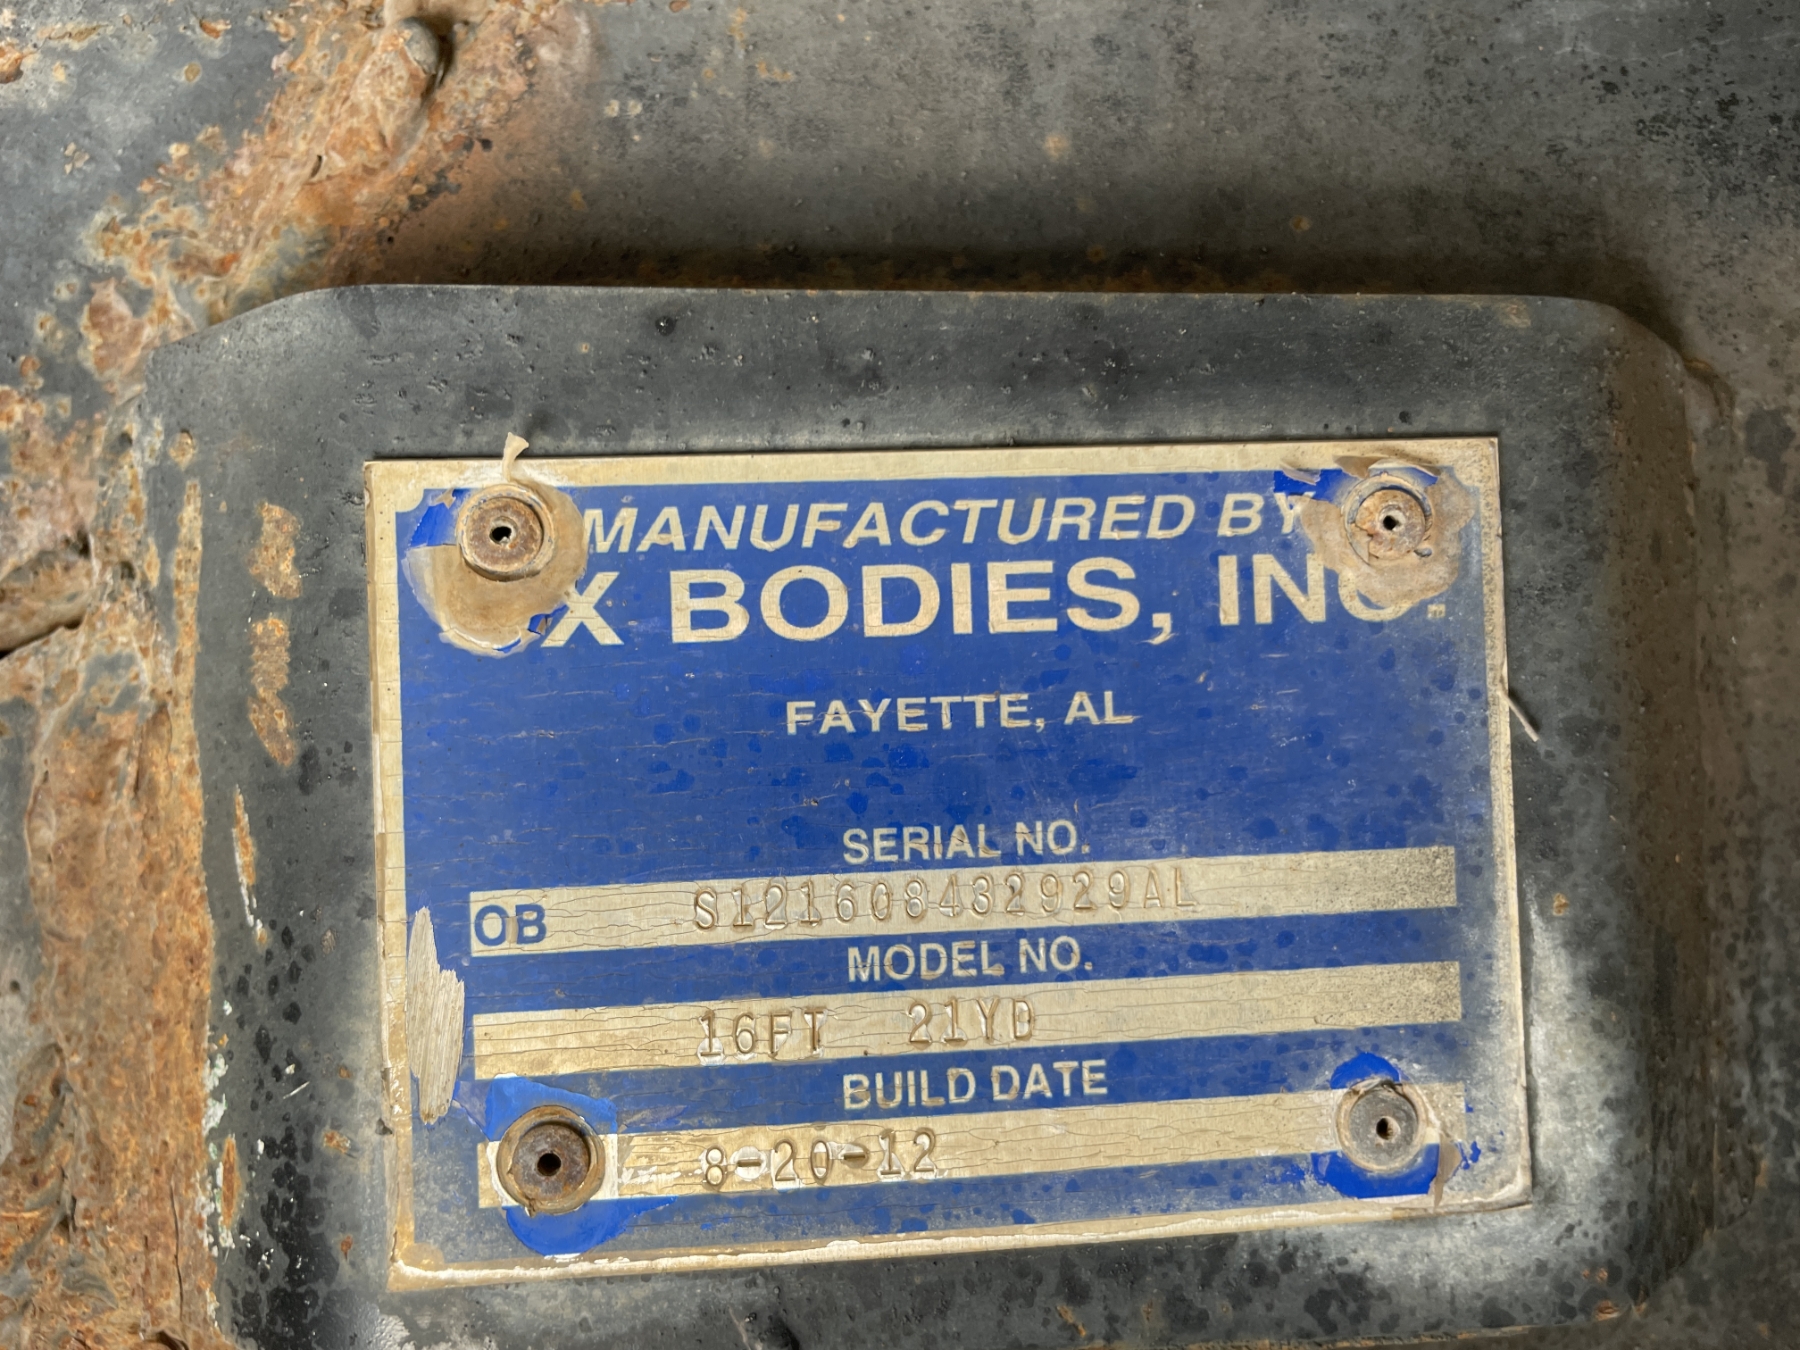 MANUFACTURED BY
X BODIES, INC.
FAYETTE, AL
SERIAL NO.
OB S121608432929AL
MODEL NO.
16FT 21YD
BUILD DATE
8-20-12